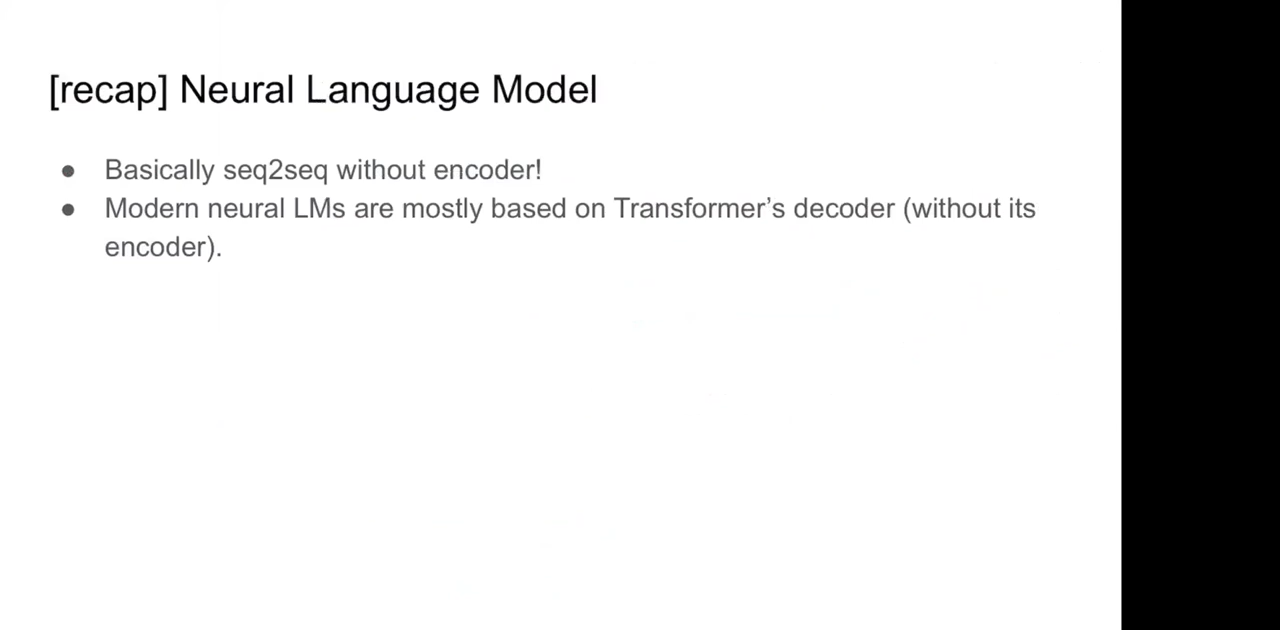 [recap] Neural Language Model
● Basically seq2seq without encoder!
● Modern neural LMs are mostly based on Transformer’s decoder (without its
encoder).